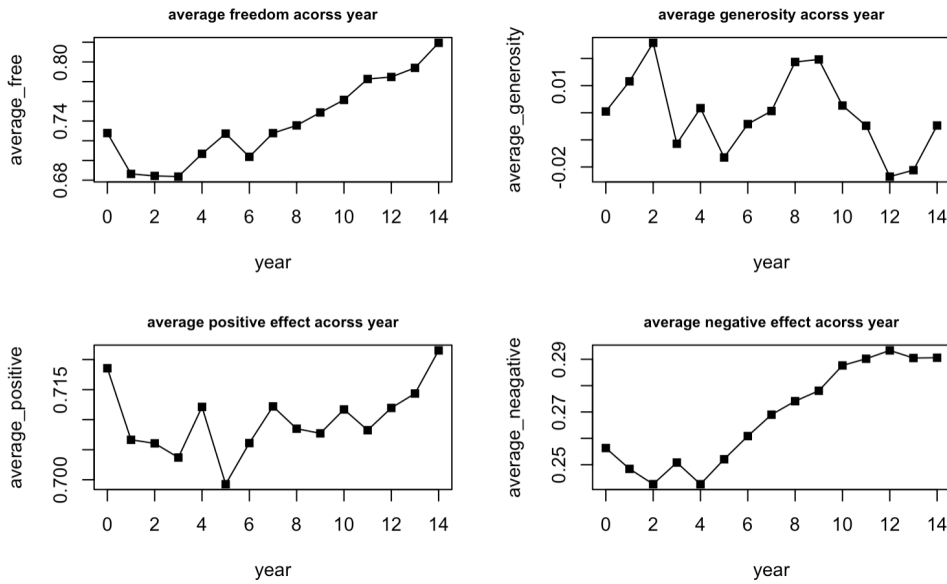 average freedom acorss year
average_free
0.80
0.74
0.68
0 2 4 6 8 10 12 14
year
average generosity acorss year
average_generosity
0.01
-0.02
0 2 4 6 8 10 12 14
year
average positive effect acorss year
average_positive
0.715
0.700
0 2 4 6 8 10 12 14
year
average negative effect acorss year
average_neagative
0.29
0.27
0.25
0 2 4 6 8 10 12 14
year